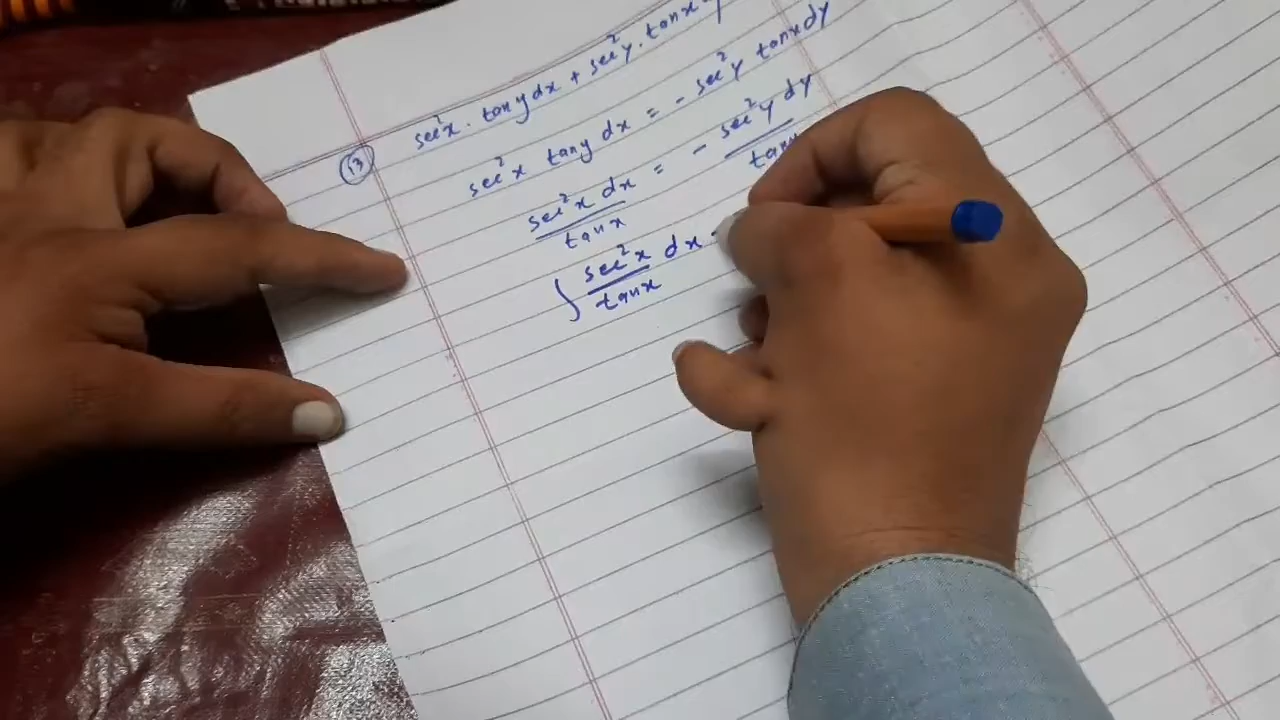 (13) sec²x . tany dx + sec²y . tanx
sec²x tany dx = - sec²y tanx dy
sec²x dx / tanx = - sec²y dy / tany
∫ sec²x / tanx dx